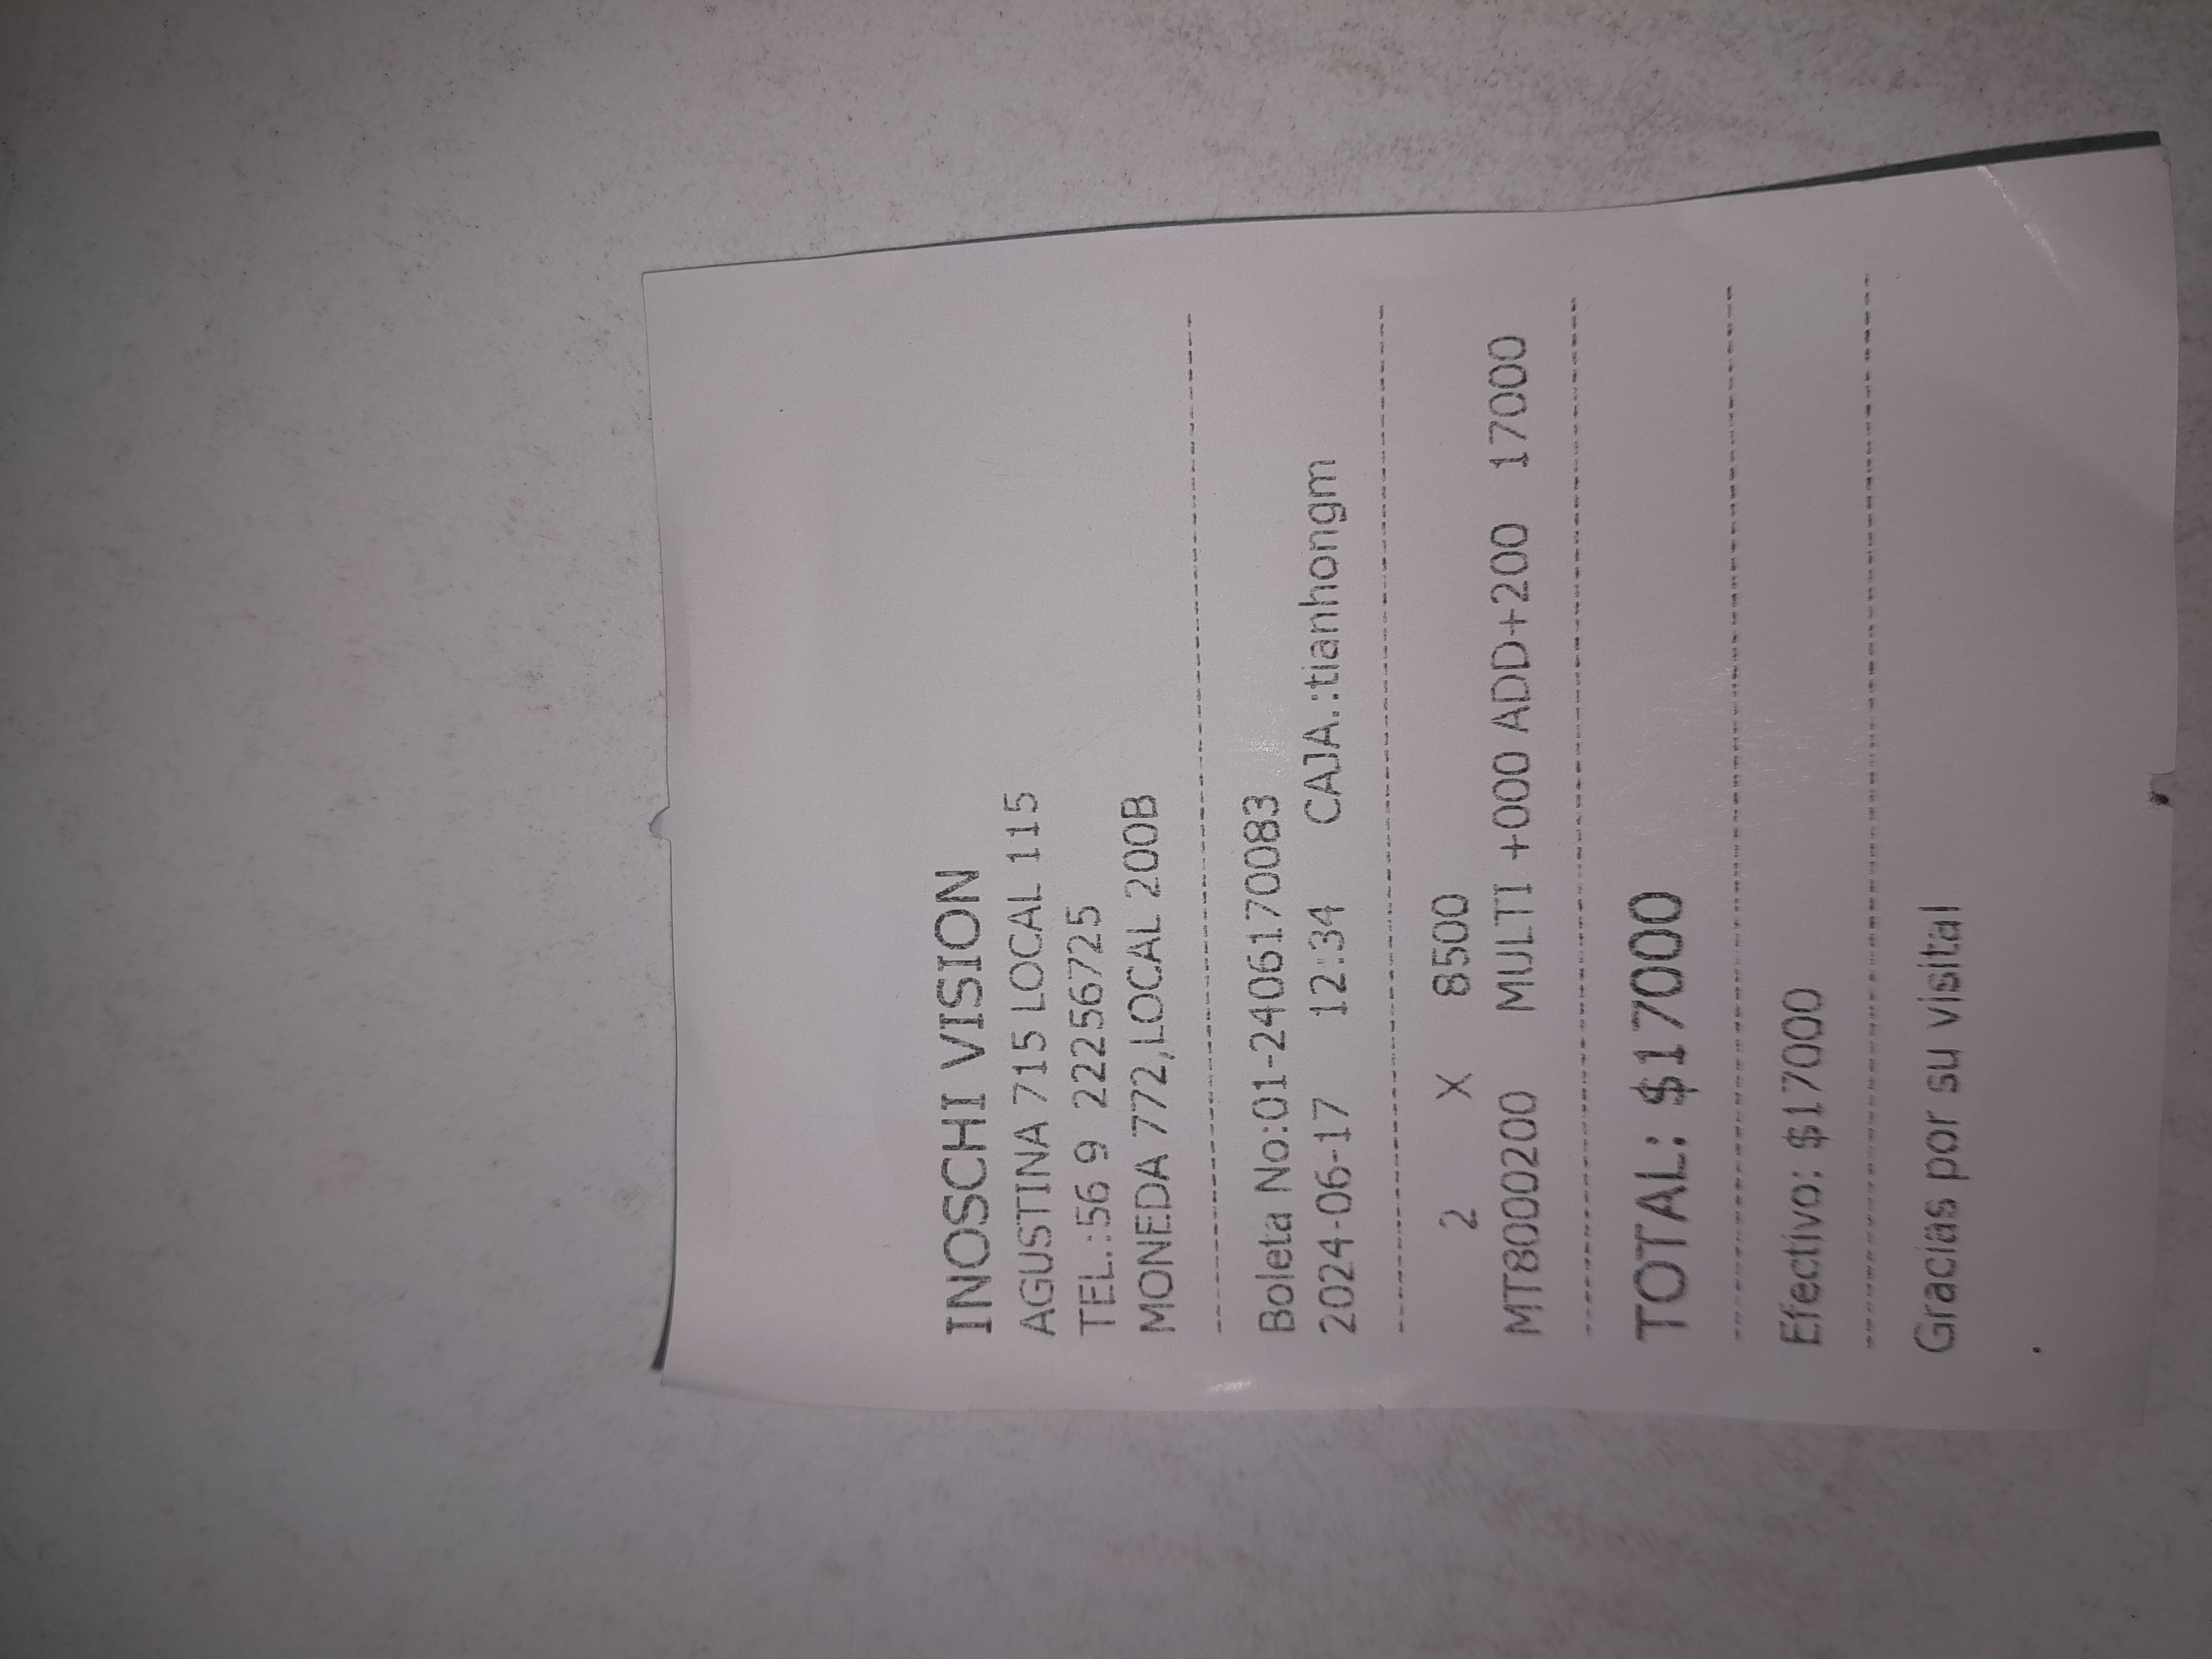 INOSCHI VISION
AGUSTINA 715 LOCAL 115
TEL.:56 9 22256725
MONEDA 772,LOCAL 200B
Boleta No:01-2406170083
2024-06-17 12:34 CAJA.:tianhongm
2 X 8500
MT8000200 MULTI +000 ADD+200 17000
TOTAL: $17000
Efectivo: $17000
Gracias por su visita!